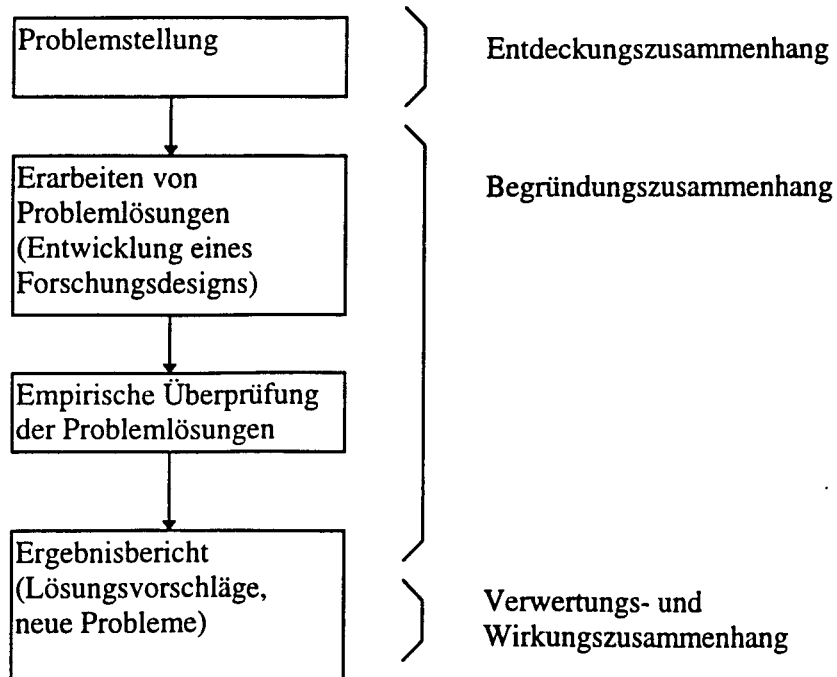 Problemstellung
Entdeckungszusammenhang
Erarbeiten von
Problemlösungen
(Entwicklung eines
Forschungsdesigns)
Begründungszusammenhang
Empirische Überprüfung
der Problemlösungen
Ergebnisbericht
(Lösungsvorschläge,
neue Probleme)
Verwertungs- und
Wirkungszusammenhang